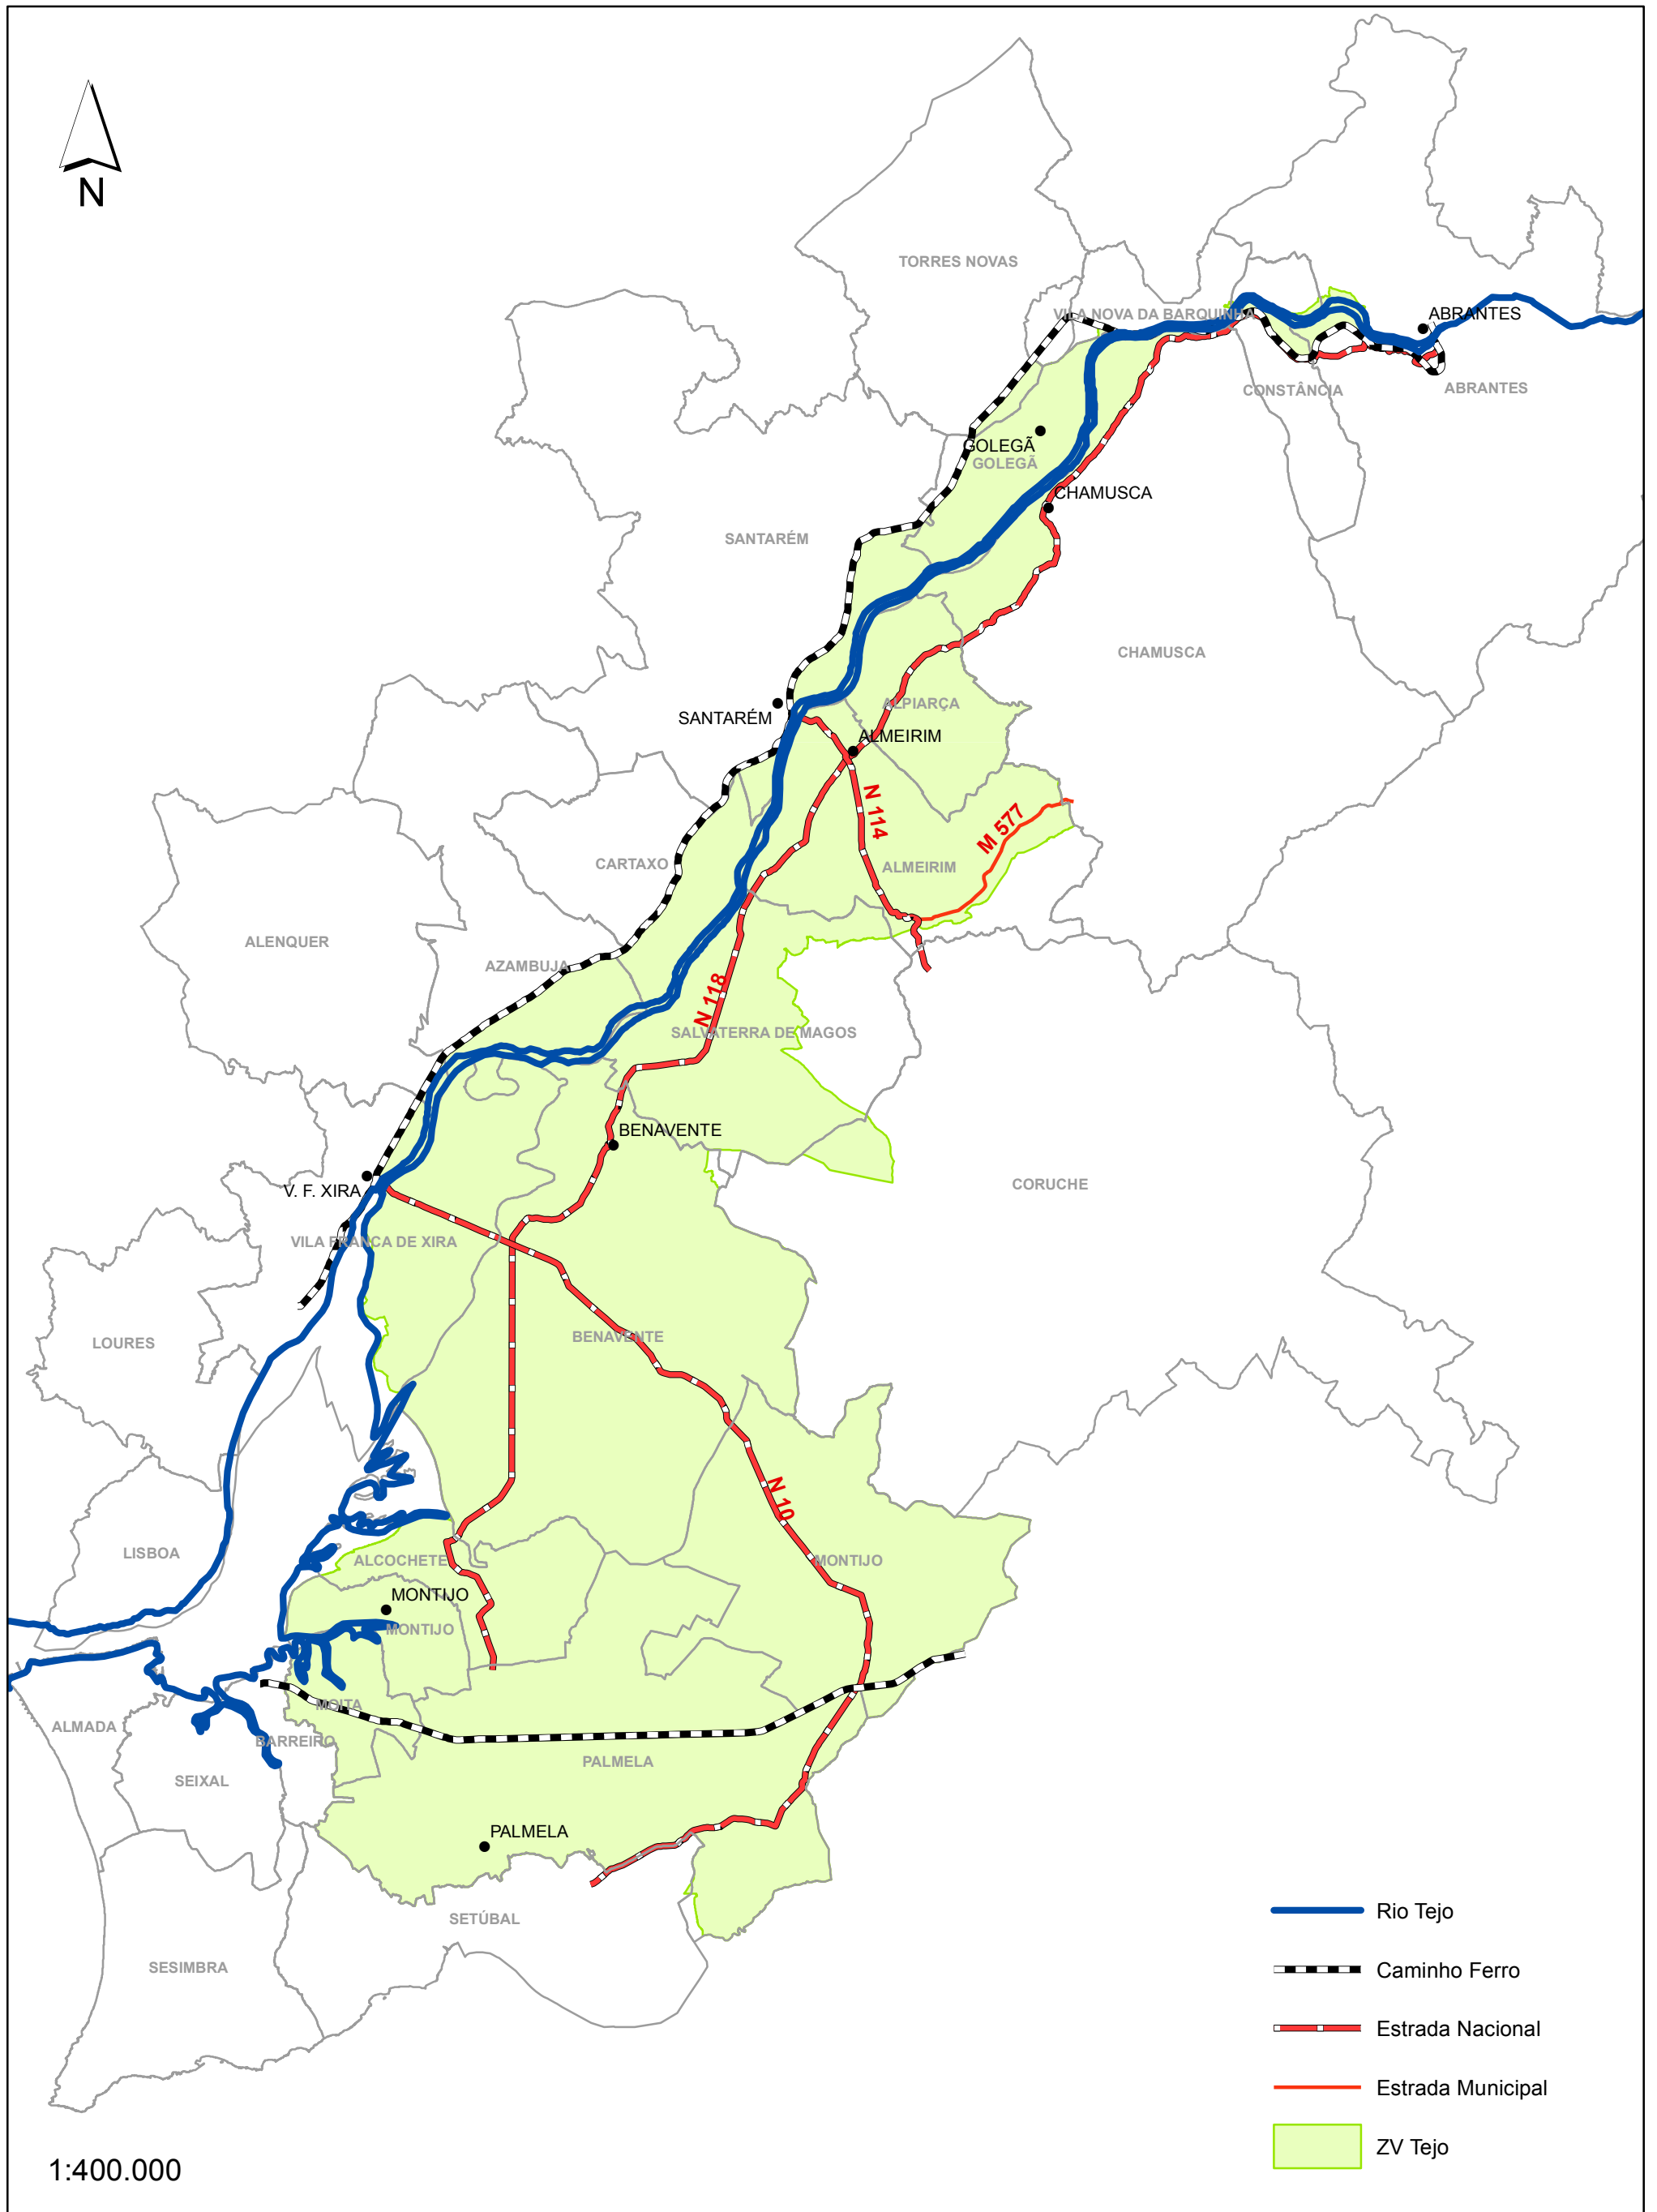 N
TORRES NOVAS
VILA NOVA DA BARQUINHA
ABRANTES
CONSTÂNCIA
ABRANTES
GOLEGÃ
GOLEGÃ
CHAMUSCA
SANTARÉM
CHAMUSCA
ALPIARÇA
SANTARÉM
ALMEIRIM
N 114
M 577
CARTAXO
ALMEIRIM
ALENQUER
AZAMBUJA
N 118
SALVATERRA DE MAGOS
BENAVENTE
V. F. XIRA
CORUCHE
VILA FRANCA DE XIRA
LOURES
BENAVENTE
N 10
LISBOA
ALCOCHETE
MONTIJO
MONTIJO
MONTIJO
MOITA
ALMADA
BARREIRO
PALMELA
SEIXAL
PALMELA
SETÚBAL
SESIMBRA
Rio Tejo
Caminho Ferro
Estrada Nacional
Estrada Municipal
ZV Tejo
1:400.000